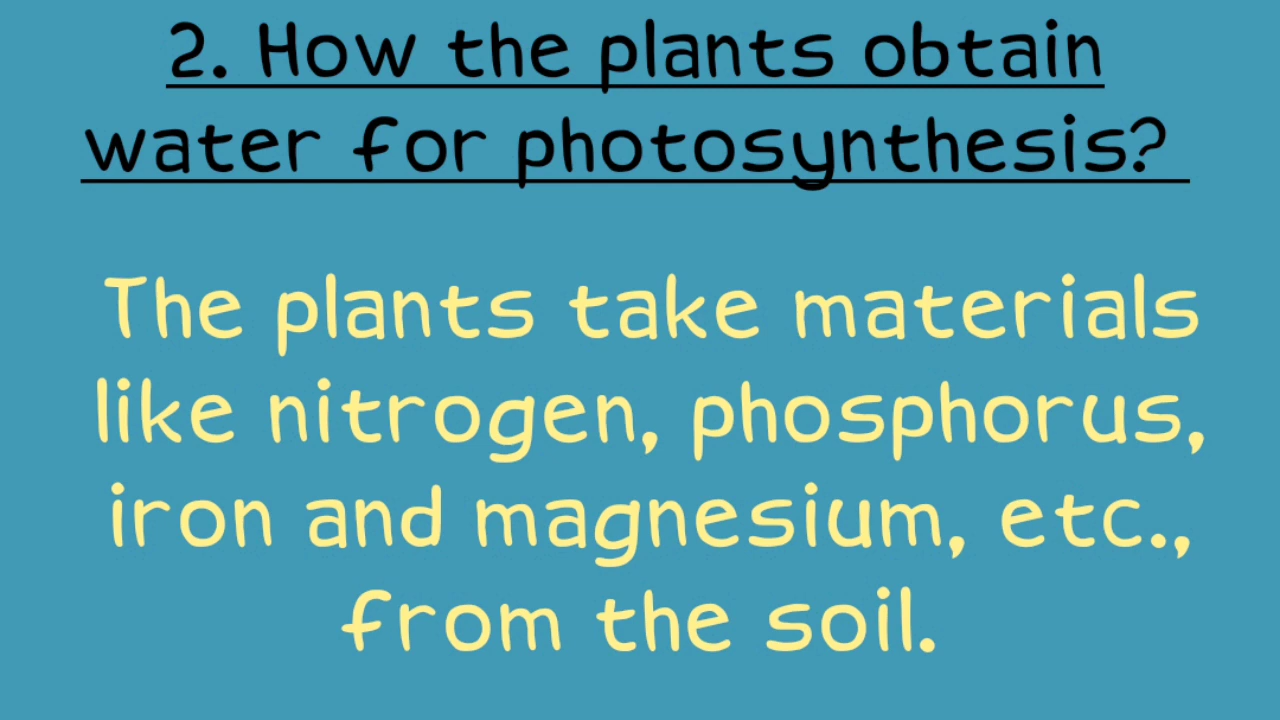 2. How the plants obtain
water for photosynthesis?
The plants take materials
like nitrogen, phosphorus,
iron and magnesium, etc.,
from the soil.